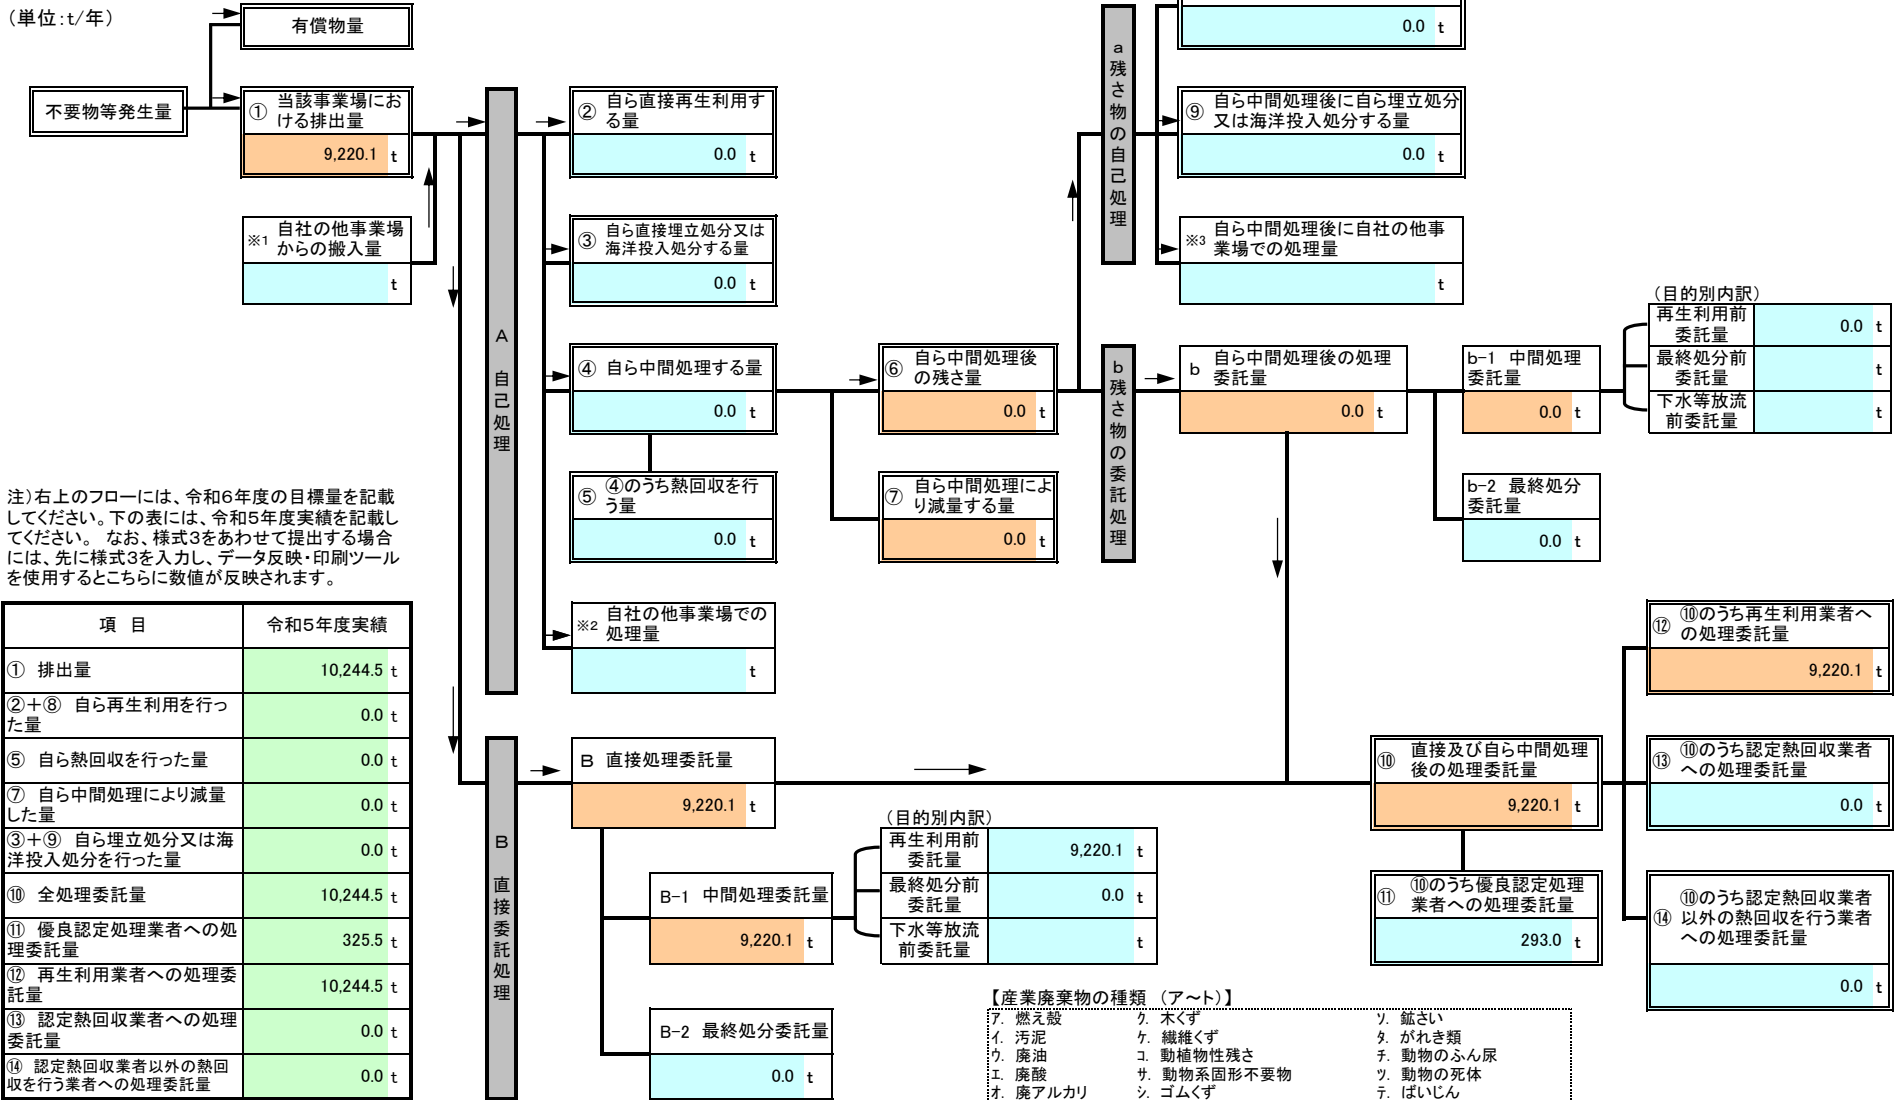 (単位:t/年)
有償物量
0.0 t
不要物等発生量
① 当該事業場にお
ける排出量
9,220.1 t
② 自ら直接再生利用す
る量
0.0 t
a
残
さ
物
の
自
己
処
理
⑨ 自ら中間処理後に自ら埋立処分
又は海洋投入処分する量
0.0 t
※1 自社の他事業場
からの搬入量
t
③ 自ら直接埋立処分又は
海洋投入処分する量
0.0 t
※3 自ら中間処理後に自社の他事
業場での処理量
t
A
自
己
処
理
④ 自ら中間処理する量
0.0 t
⑥ 自ら中間処理後
の残さ量
0.0 t
b
残
さ
物
の
委
託
処
理
b 自ら中間処理後の処理
委託量
0.0 t
b-1 中間処理
委託量
0.0 t
(目的別内訳)
再生利用前
委託量
0.0 t
最終処分前
委託量
t
下水等放流
前委託量
t
⑤ ④のうち熱回収を行
う量
0.0 t
⑦ 自ら中間処理によ
り減量する量
0.0 t
b-2 最終処分
委託量
0.0 t
注)右上のフローには、令和6年度の目標量を記載
してください。下の表には、令和5年度実績を記載し
てください。 なお、様式3をあわせて提出する場合
には、先に様式3を入力し、データ反映・印刷ツール
を使用するとこちらに数値が反映されます。
※2 自社の他事業場での
処理量
t
項 目 令和5年度実績
① 排出量 10,244.5 t
②+⑧ 自ら再生利用を行っ
た量 0.0 t
⑤ 自ら熱回収を行った量 0.0 t
⑦ 自ら中間処理により減量
した量 0.0 t
③+⑨ 自ら埋立処分又は海
洋投入処分を行った量 0.0 t
⑩ 全処理委託量 10,244.5 t
⑪ 優良認定処理業者への処
理委託量 325.5 t
⑫ 再生利用業者への処理委
託量 10,244.5 t
⑬ 認定熱回収業者への処理
委託量 0.0 t
⑭ 認定熱回収業者以外の熱回
収を行う業者への処理委託量 0.0 t
B
直
接
委
託
処
理
B 直接処理委託量
9,220.1 t
B-1 中間処理委託量
9,220.1 t
(目的別内訳)
再生利用前
委託量
9,220.1 t
最終処分前
委託量
0.0 t
下水等放流
前委託量
t
B-2 最終処分委託量
0.0 t
⑩ 直接及び自ら中間処理
後の処理委託量
9,220.1 t
⑪ ⑩のうち優良認定処理
業者への処理委託量
293.0 t
⑫ ⑩のうち再生利用業者へ
の処理委託量
9,220.1 t
⑬ ⑩のうち認定熱回収業者
への処理委託量
0.0 t
⑭ ⑩のうち認定熱回収業者
以外の熱回収を行う業者
への処理委託量
0.0 t
【産業廃棄物の種類 (ア~ト)】
ア. 燃え殻 ク. 木くず ソ. 鉱さい
イ. 汚泥 ケ. 繊維くず タ. がれき類
ウ. 廃油 コ. 動植物性残さ チ. 動物のふん尿
エ. 廃酸 サ. 動物系固形不要物 ツ. 動物の死体
オ. 廃アルカリ シ. ゴムくず テ. ばいじん